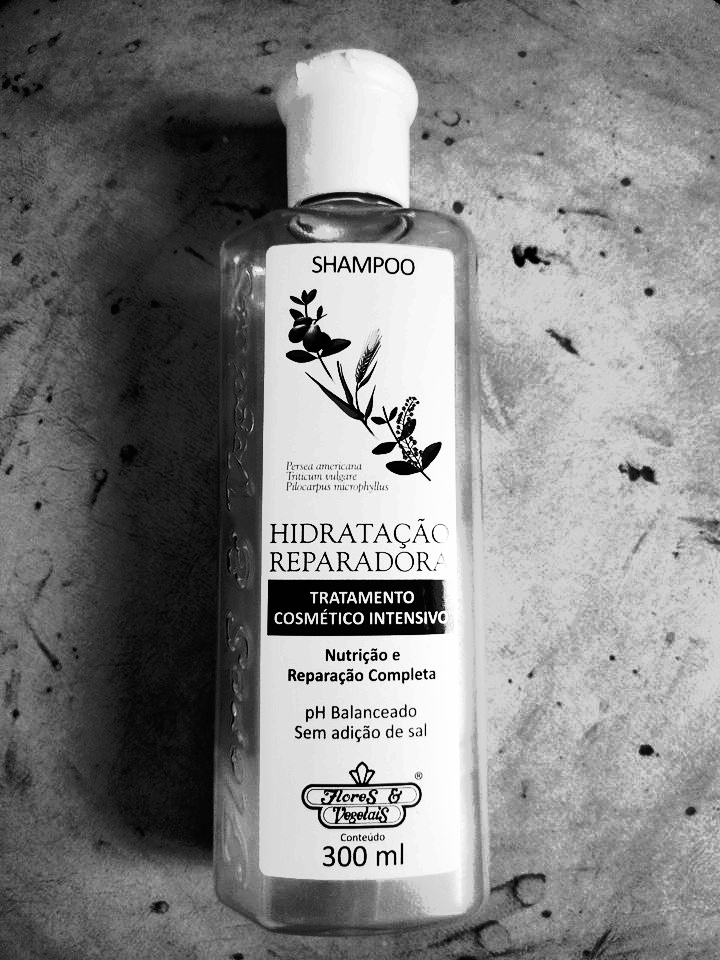 SHAMPOO
Persea americana
Triticum vulgare
Pilocarpus microphyllus
HIDRATAÇÃO
REPARADORA
TRATAMENTO
COSMÉTICO INTENSIVO
Nutrição e
Reparação Completa
pH Balanceado
Sem adição de sal
®
FloreS &
VegetaiS
Conteúdo
300 ml